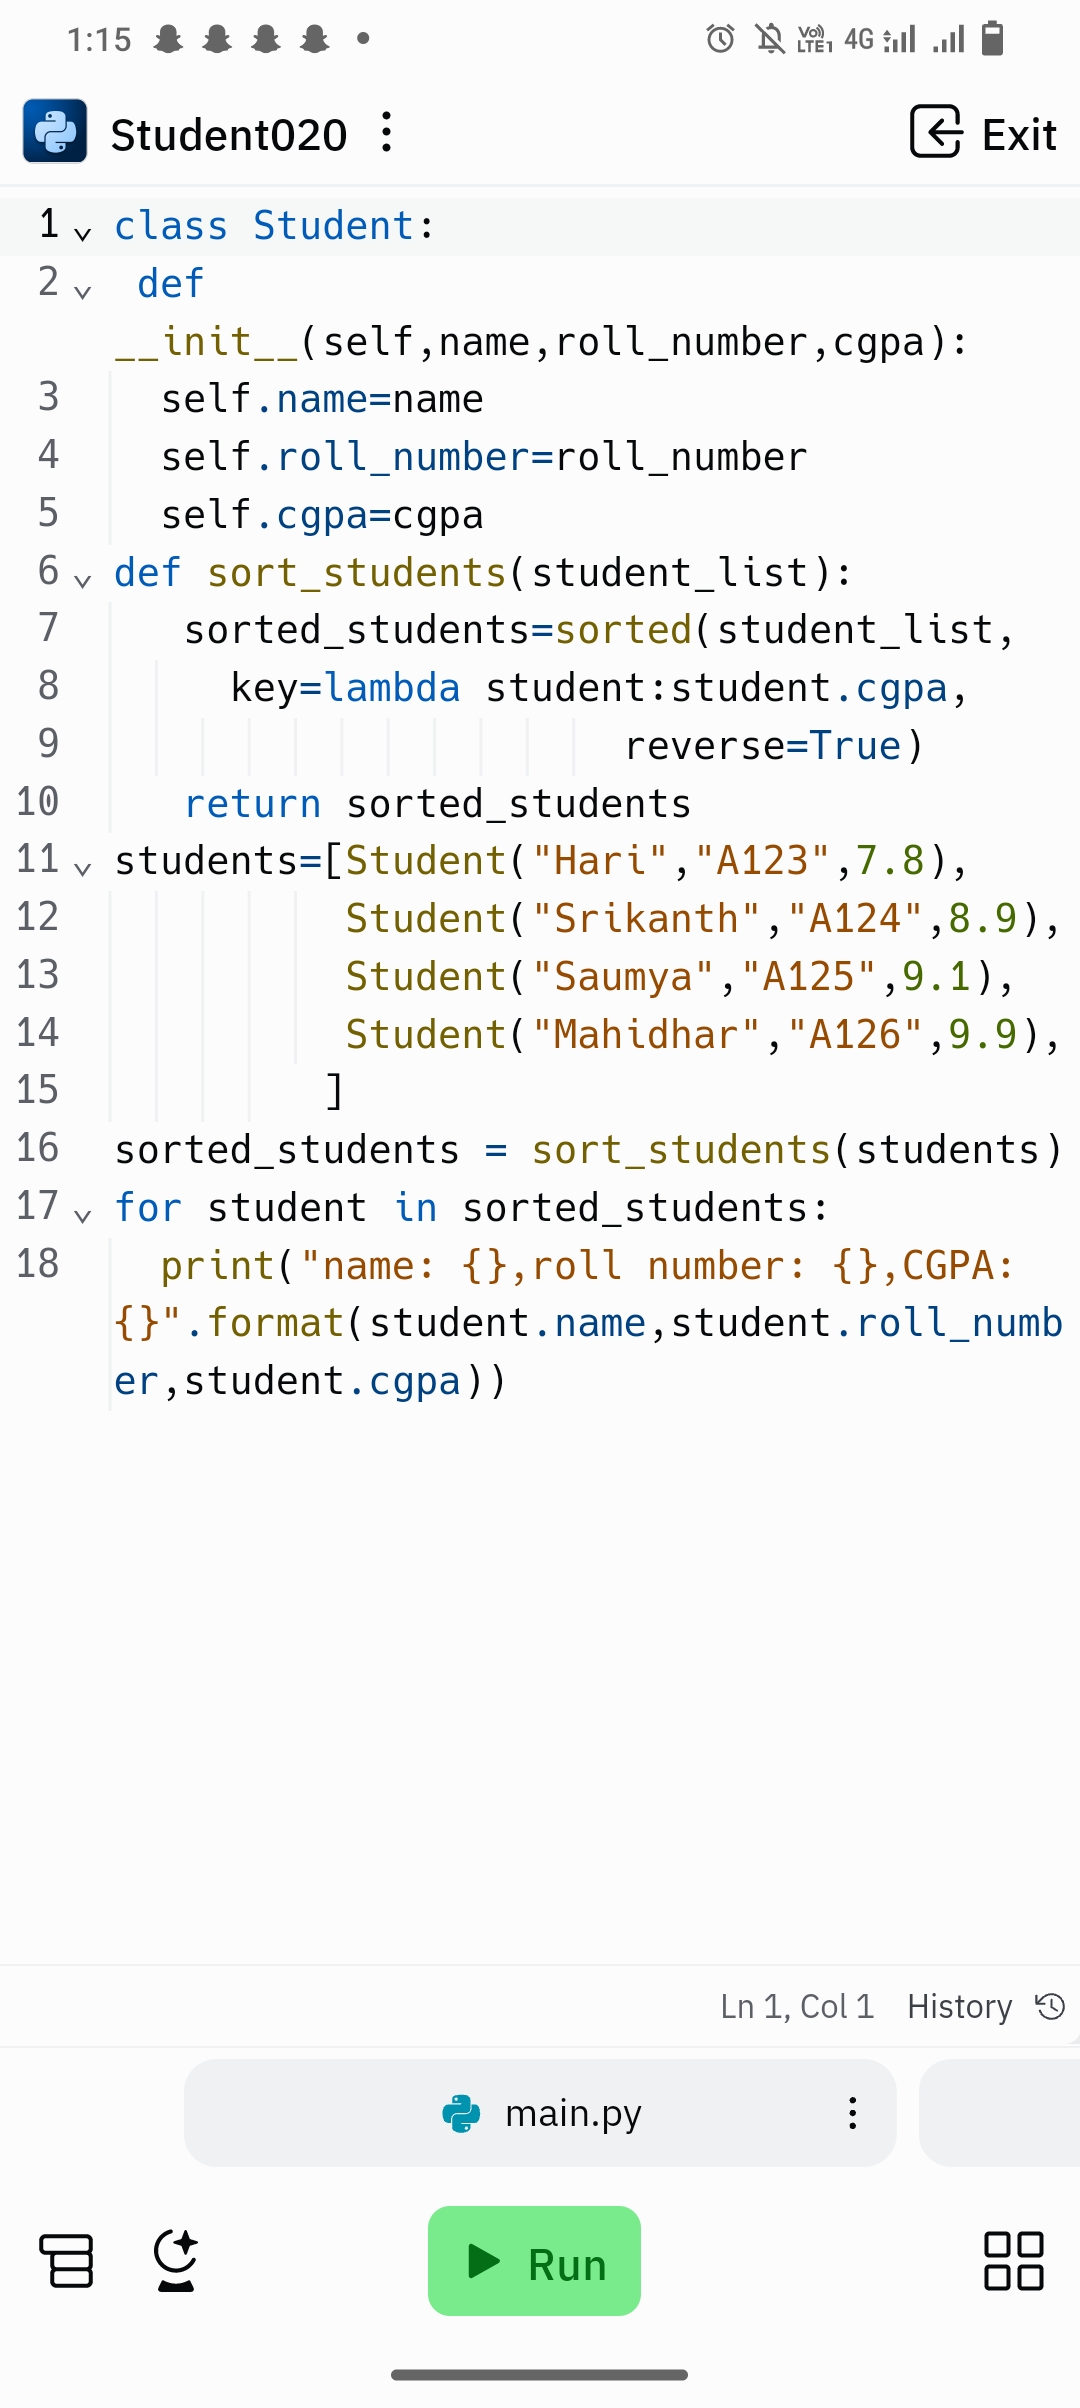 1:15 Vo) LTE1 4G
Student020 Exit
1 class Student:
2  def
__init__(self,name,roll_number,cgpa):
3   self.name=name
4   self.roll_number=roll_number
5   self.cgpa=cgpa
6 def sort_students(student_list):
7    sorted_students=sorted(student_list,
8      key=lambda student:student.cgpa,
9                       reverse=True)
10    return sorted_students
11 students=[Student("Hari","A123",7.8),
12           Student("Srikanth","A124",8.9),
13           Student("Saumya","A125",9.1),
14           Student("Mahidhar","A126",9.9),
15          ]
16 sorted_students = sort_students(students)
17 for student in sorted_students:
18   print("name: {},roll number: {},CGPA:
{}".format(student.name,student.roll_numb
er,student.cgpa))
Ln 1, Col 1 History
main.py
Run